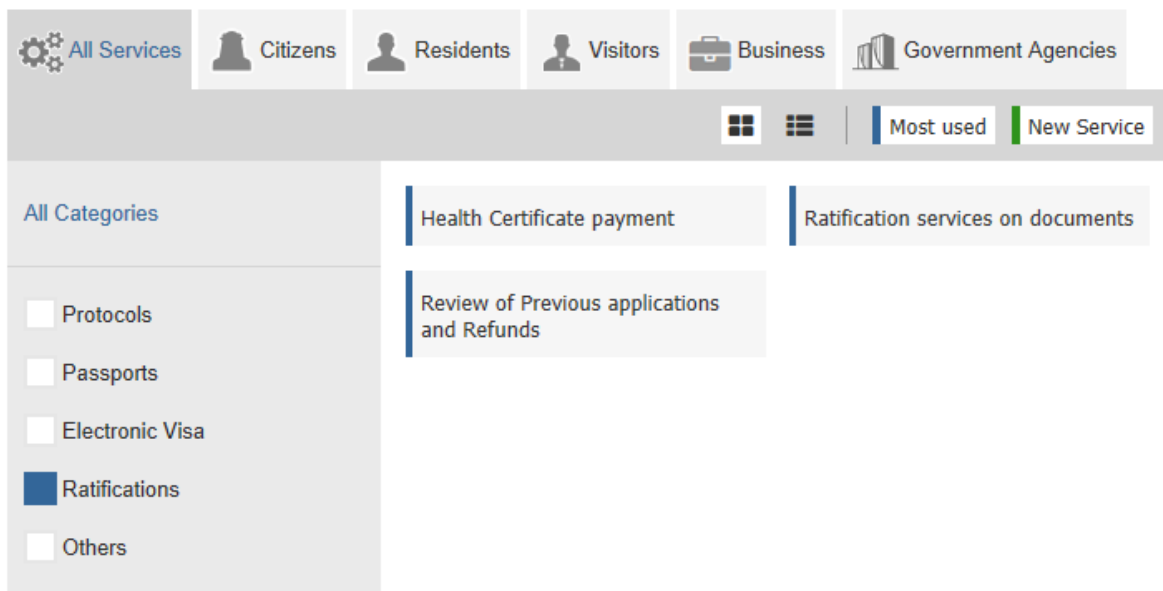 All Services
Citizens
Residents
Visitors
Business
Government Agencies
Most used
New Service
All Categories
Protocols
Passports
Electronic Visa
Ratifications
Others
Health Certificate payment
Ratification services on documents
Review of Previous applications
and Refunds